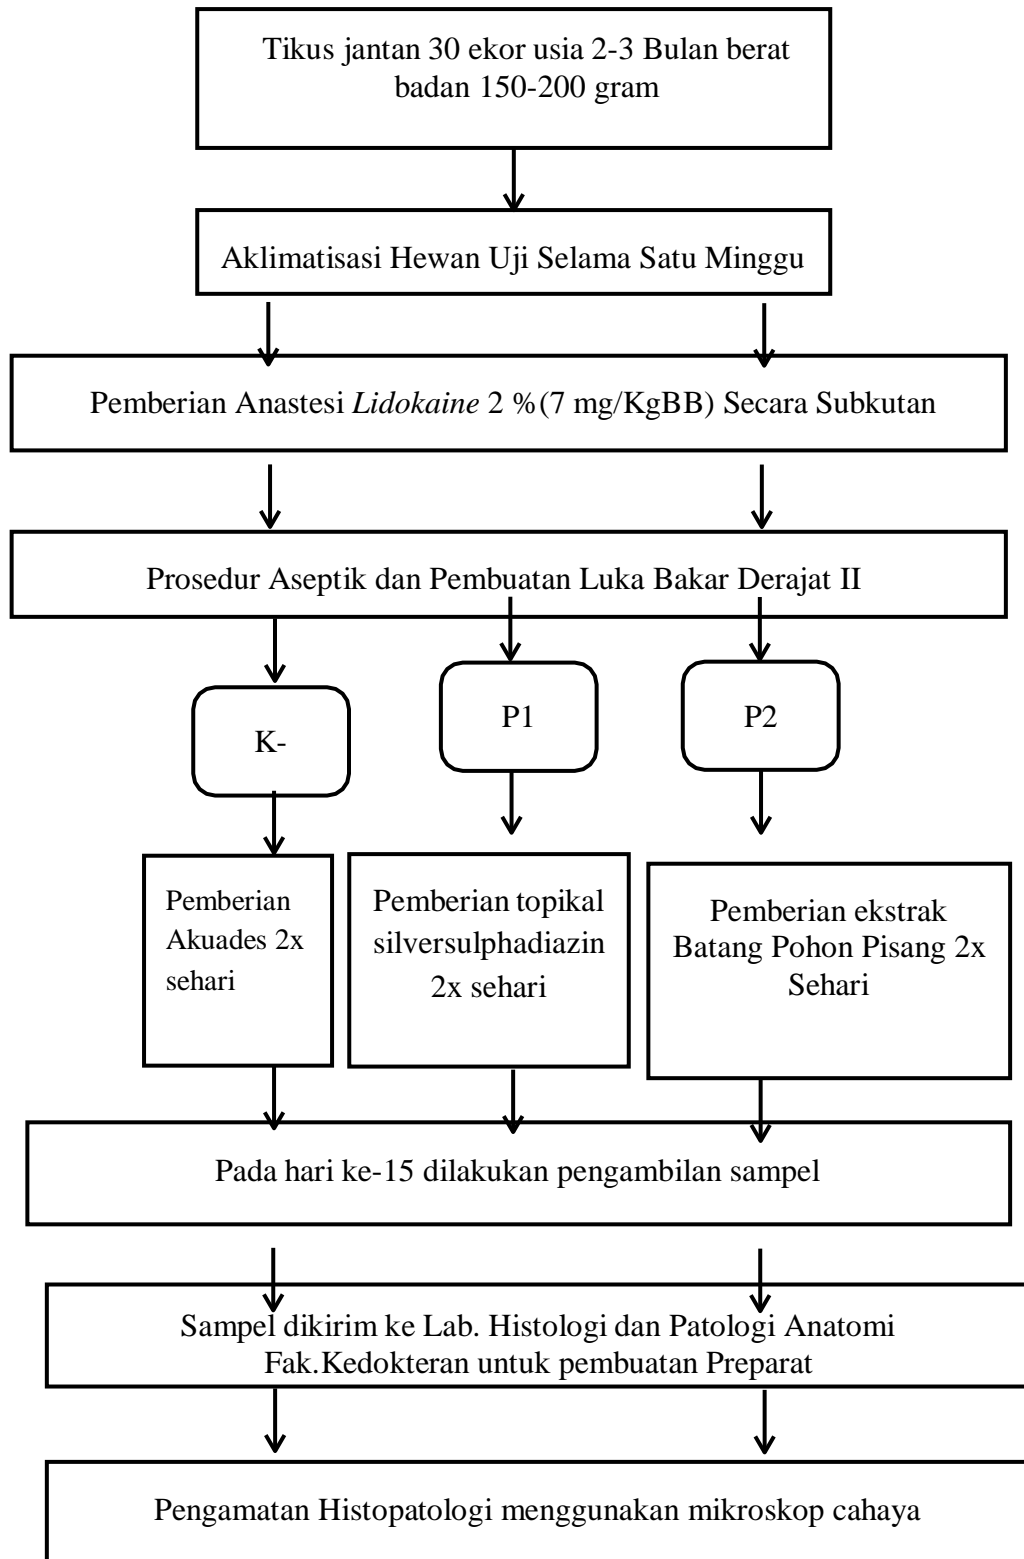 Tikus jantan 30 ekor usia 2-3 Bulan berat
badan 150-200 gram
Aklimatisasi Hewan Uji Selama Satu Minggu
Pemberian Anastesi Lidokaine 2 %(7 mg/KgBB) Secara Subkutan
Prosedur Aseptik dan Pembuatan Luka Bakar Derajat II
K-
P1
P2
Pemberian
Akuades 2x
sehari
Pemberian topikal
silversulphadiazin
2x sehari
Pemberian ekstrak
Batang Pohon Pisang 2x
Sehari
Pada hari ke-15 dilakukan pengambilan sampel
Sampel dikirim ke Lab. Histologi dan Patologi Anatomi
Fak.Kedokteran untuk pembuatan Preparat
Pengamatan Histopatologi menggunakan mikroskop cahaya